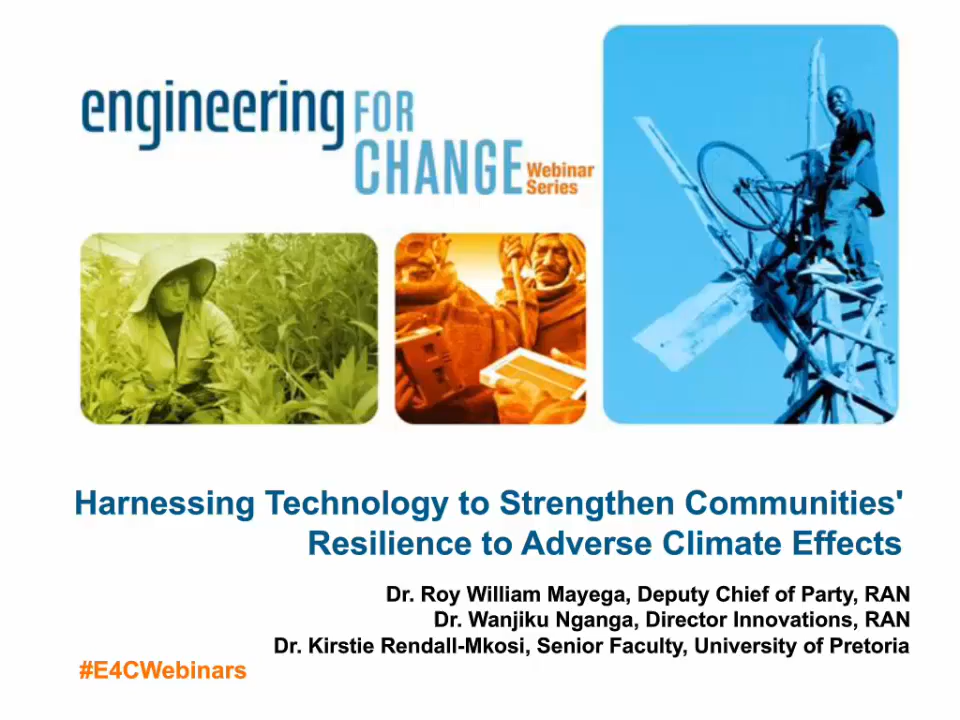 engineering FOR
CHANGE Webinar
Series
Harnessing Technology to Strengthen Communities'
Resilience to Adverse Climate Effects
Dr. Roy William Mayega, Deputy Chief of Party, RAN
Dr. Wanjiku Nganga, Director Innovations, RAN
Dr. Kirstie Rendall-Mkosi, Senior Faculty, University of Pretoria
#E4CWebinars